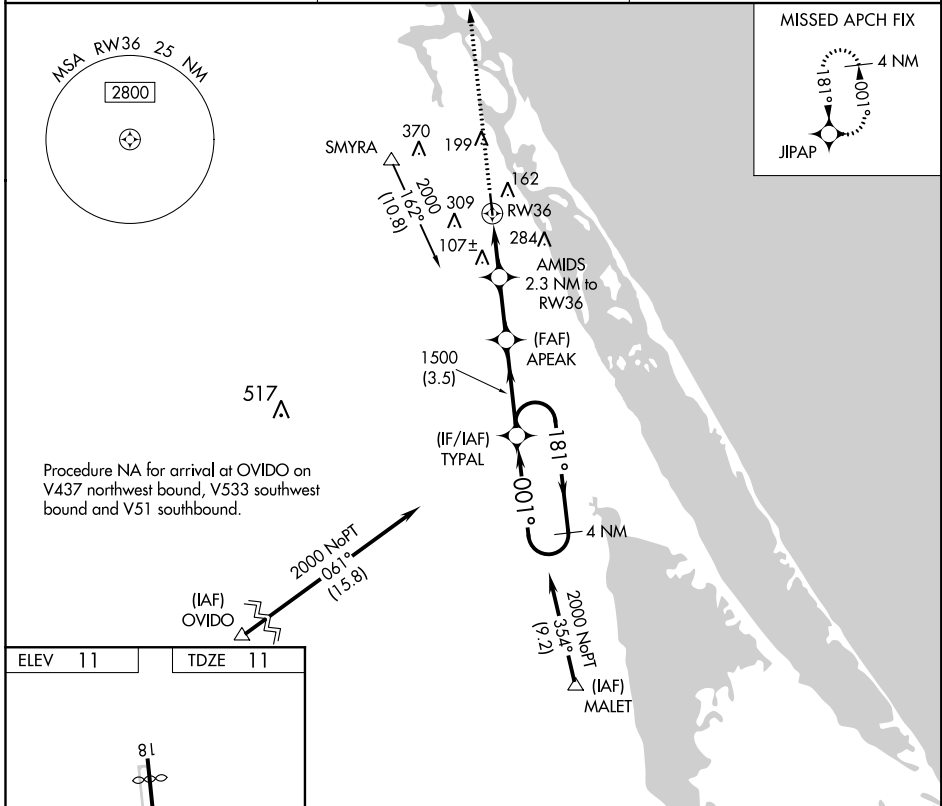 MSA RW36 25 NM
2800
MISSED APCH FIX
4 NM
181°
001°
JIPAP
SMYRA
370
199
162
2000
162°
(10.8)
309
RW36
107±
284
AMIDS
2.3 NM to
RW36
(FAF)
APEAK
1500
(3.5)
517
(IF/IAF)
TYPAL
181°
001°
4 NM
Procedure NA for arrival at OVIDO on
V437 northwest bound, V533 southwest
bound and V51 southbound.
2000 NoPT
061°
(15.8)
(IAF)
OVIDO
2000 NoPT
354°
(9.2)
(IAF)
MALET
ELEV 11
TDZE 11
18